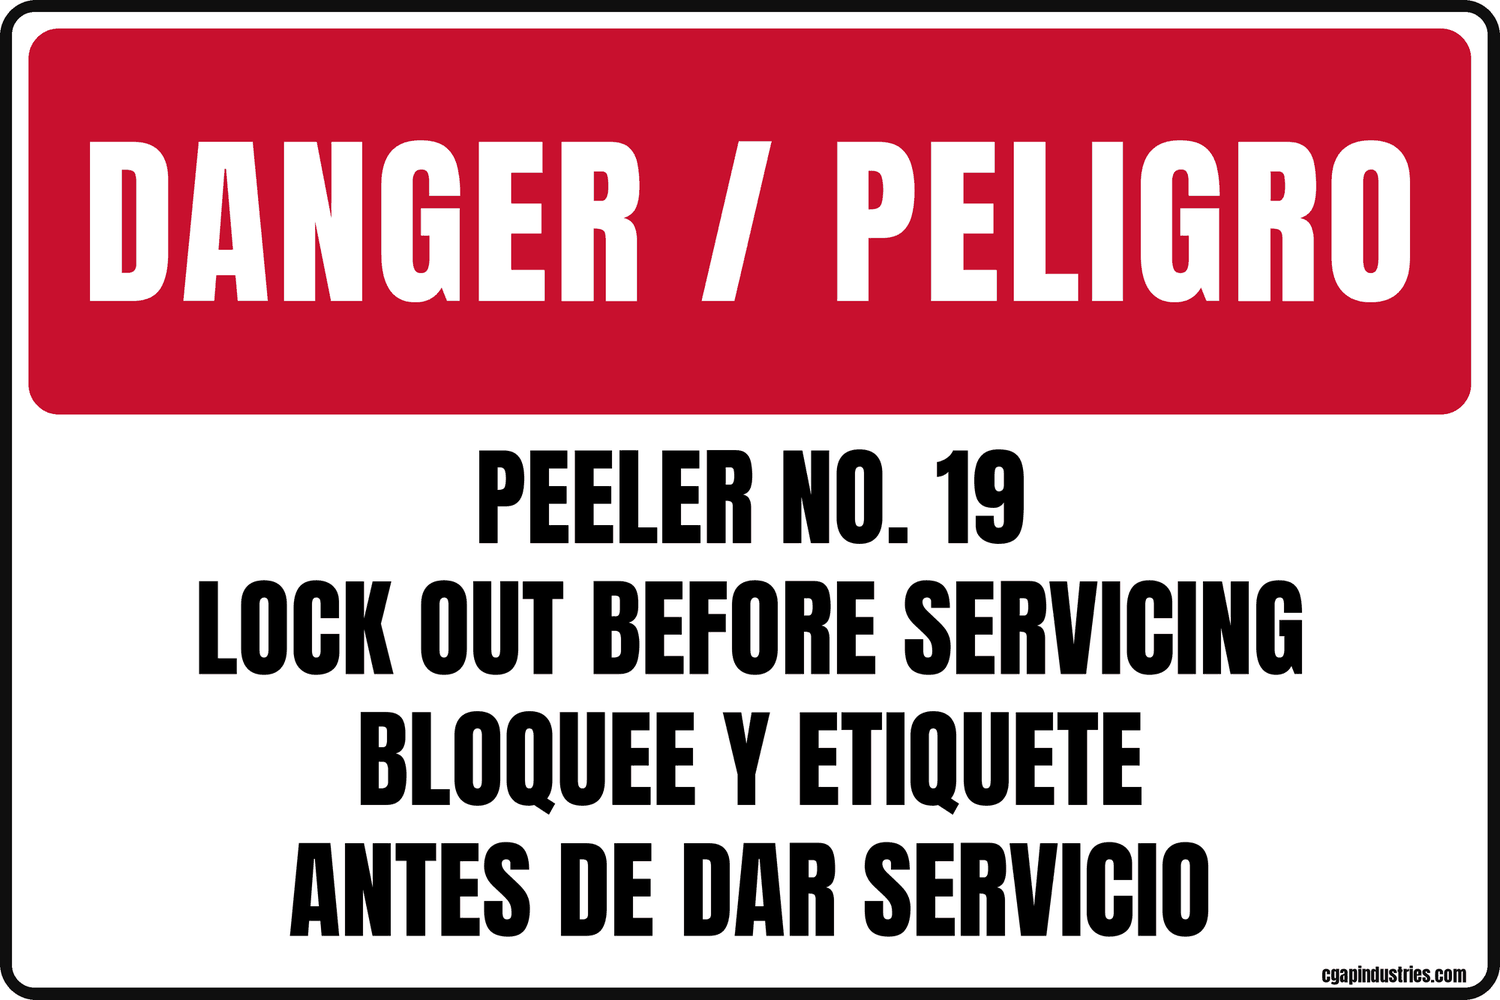 DANGER / PELIGRO
PEELER NO. 19
LOCK OUT BEFORE SERVICING
BLOQUEE Y ETIQUETE
ANTES DE DAR SERVICIO
cgapindustries.com